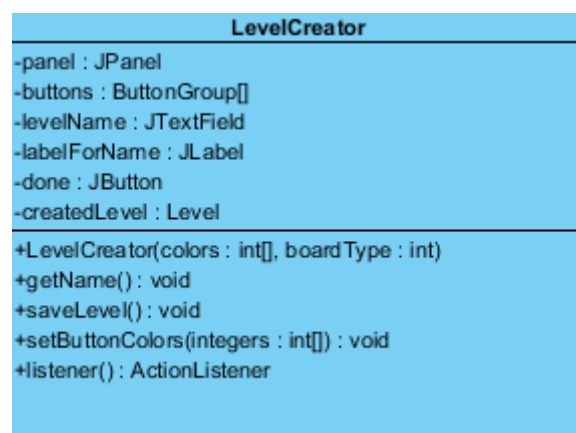 LevelCreator
-panel : JPanel
-buttons : ButtonGroup[]
-levelName : JTextField
-labelForName : JLabel
-done : JButton
-createdLevel : Level
+LevelCreator(colors : int[], boardType : int)
+getName() : void
+saveLevel() : void
+setButtonColors(integers : int[]) : void
+listener() : ActionListener